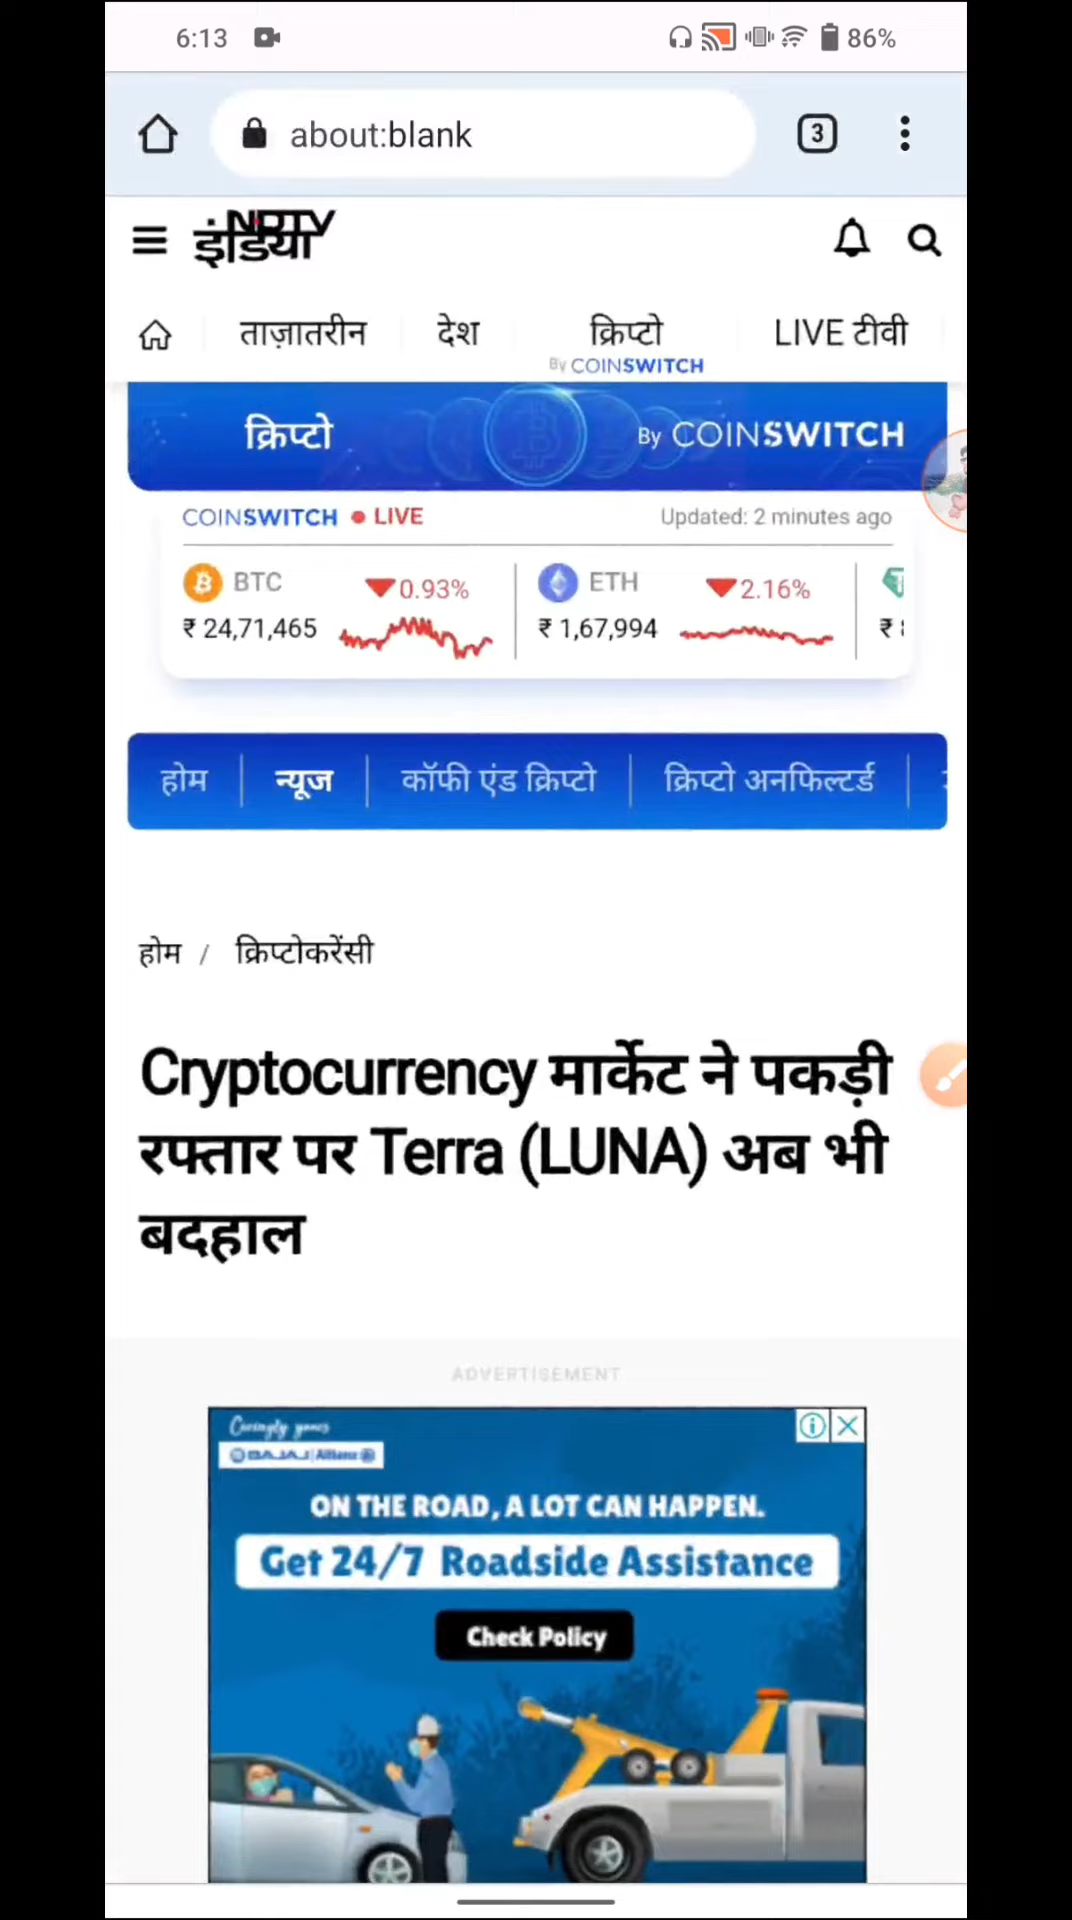 6:13
86%
about:blank
3
NDTV
इंडिया
ताज़ातरीन
देश
क्रिप्टो
LIVE टीवी
By COINSWITCH
क्रिप्टो
By COINSWITCH
COINSWITCH LIVE
Updated: 2 minutes ago
BTC
0.93%
ETH
2.16%
₹ 24,71,465
₹ 1,67,994
₹
होम
न्यूज
कॉफी एंड क्रिप्टो
क्रिप्टो अनफिल्टर्ड
होम / क्रिप्टोकरेंसी
Cryptocurrency मार्केट ने पकड़ी
रफ्तार पर Terra (LUNA) अब भी
बदहाल
ADVERTISEMENT
Caringly yours
BAJAJ Allianz
ON THE ROAD, A LOT CAN HAPPEN.
Get 24/7 Roadside Assistance
Check Policy